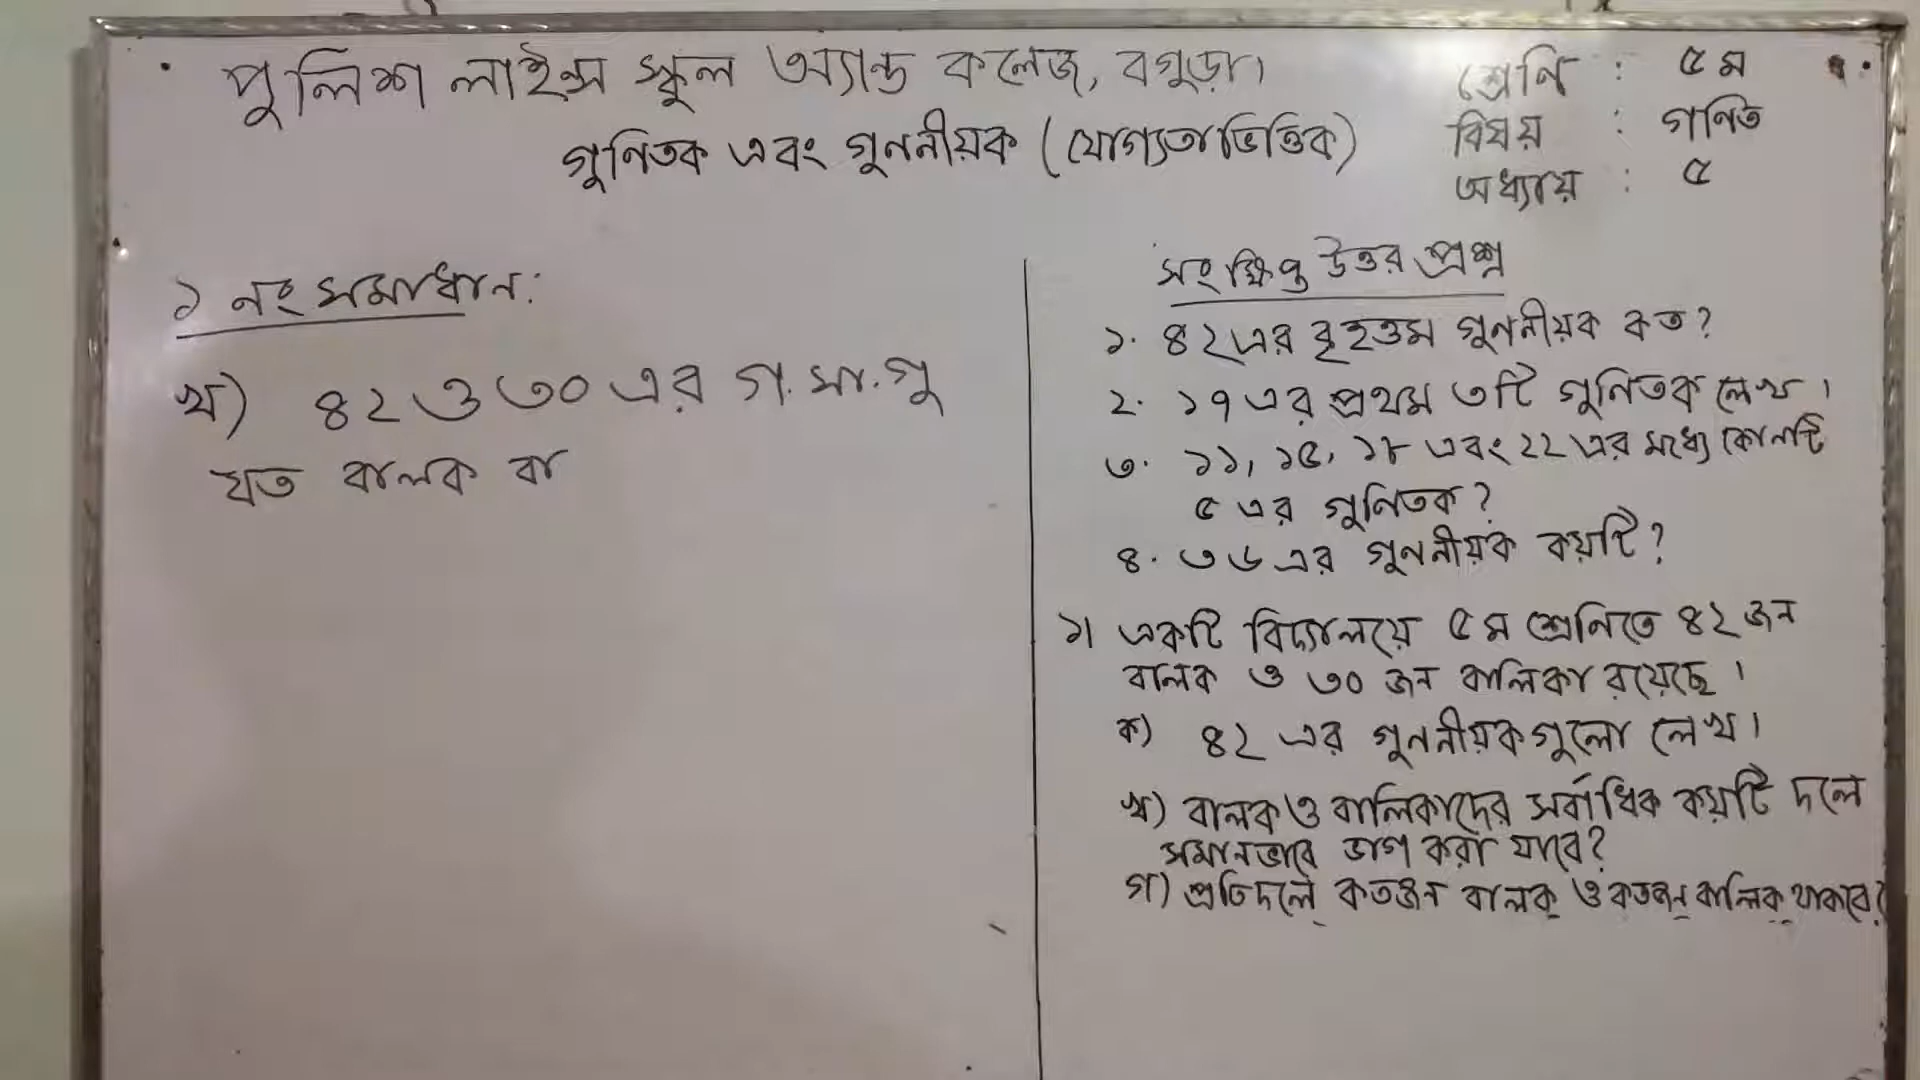 পুলিশ লাইন্স স্কুল অ্যান্ড কলেজ, বগুড়া।
গুণিতক এবং গুণনীয়ক (যোগ্যতাভিত্তিক)
শ্রেণি : ৫ম
বিষয় : গণিত
অধ্যায় : ৫
১ নং সমাধান:
খ) ৪২ ও ৩০ এর গ.সা.গু
যত বালক বা
সংক্ষিপ্ত উত্তর প্রশ্ন
১. ৪২ এর বৃহত্তম গুণনীয়ক কত?
২. ১৭ এর প্রথম ৩টি গুণিতক লেখ।
৩. ১১, ১৫, ১৮ এবং ২২ এর মধ্যে কোনটি
৫ এর গুণিতক?
৪. ৩৬ এর গুণনীয়ক কয়টি?
১। একটি বিদ্যালয়ে ৫ম শ্রেনিতে ৪২ জন
বালক ও ৩০ জন বালিকা রয়েছে।
ক) ৪২ এর গুণনীয়কগুলো লেখ।
খ) বালক ও বালিকাদের সর্বাধিক কয়টি দলে
সমানভাবে ভাগ করা যাবে?
গ) প্রতিদলে কতজন বালক ও কতজন বালিক থাকবে?